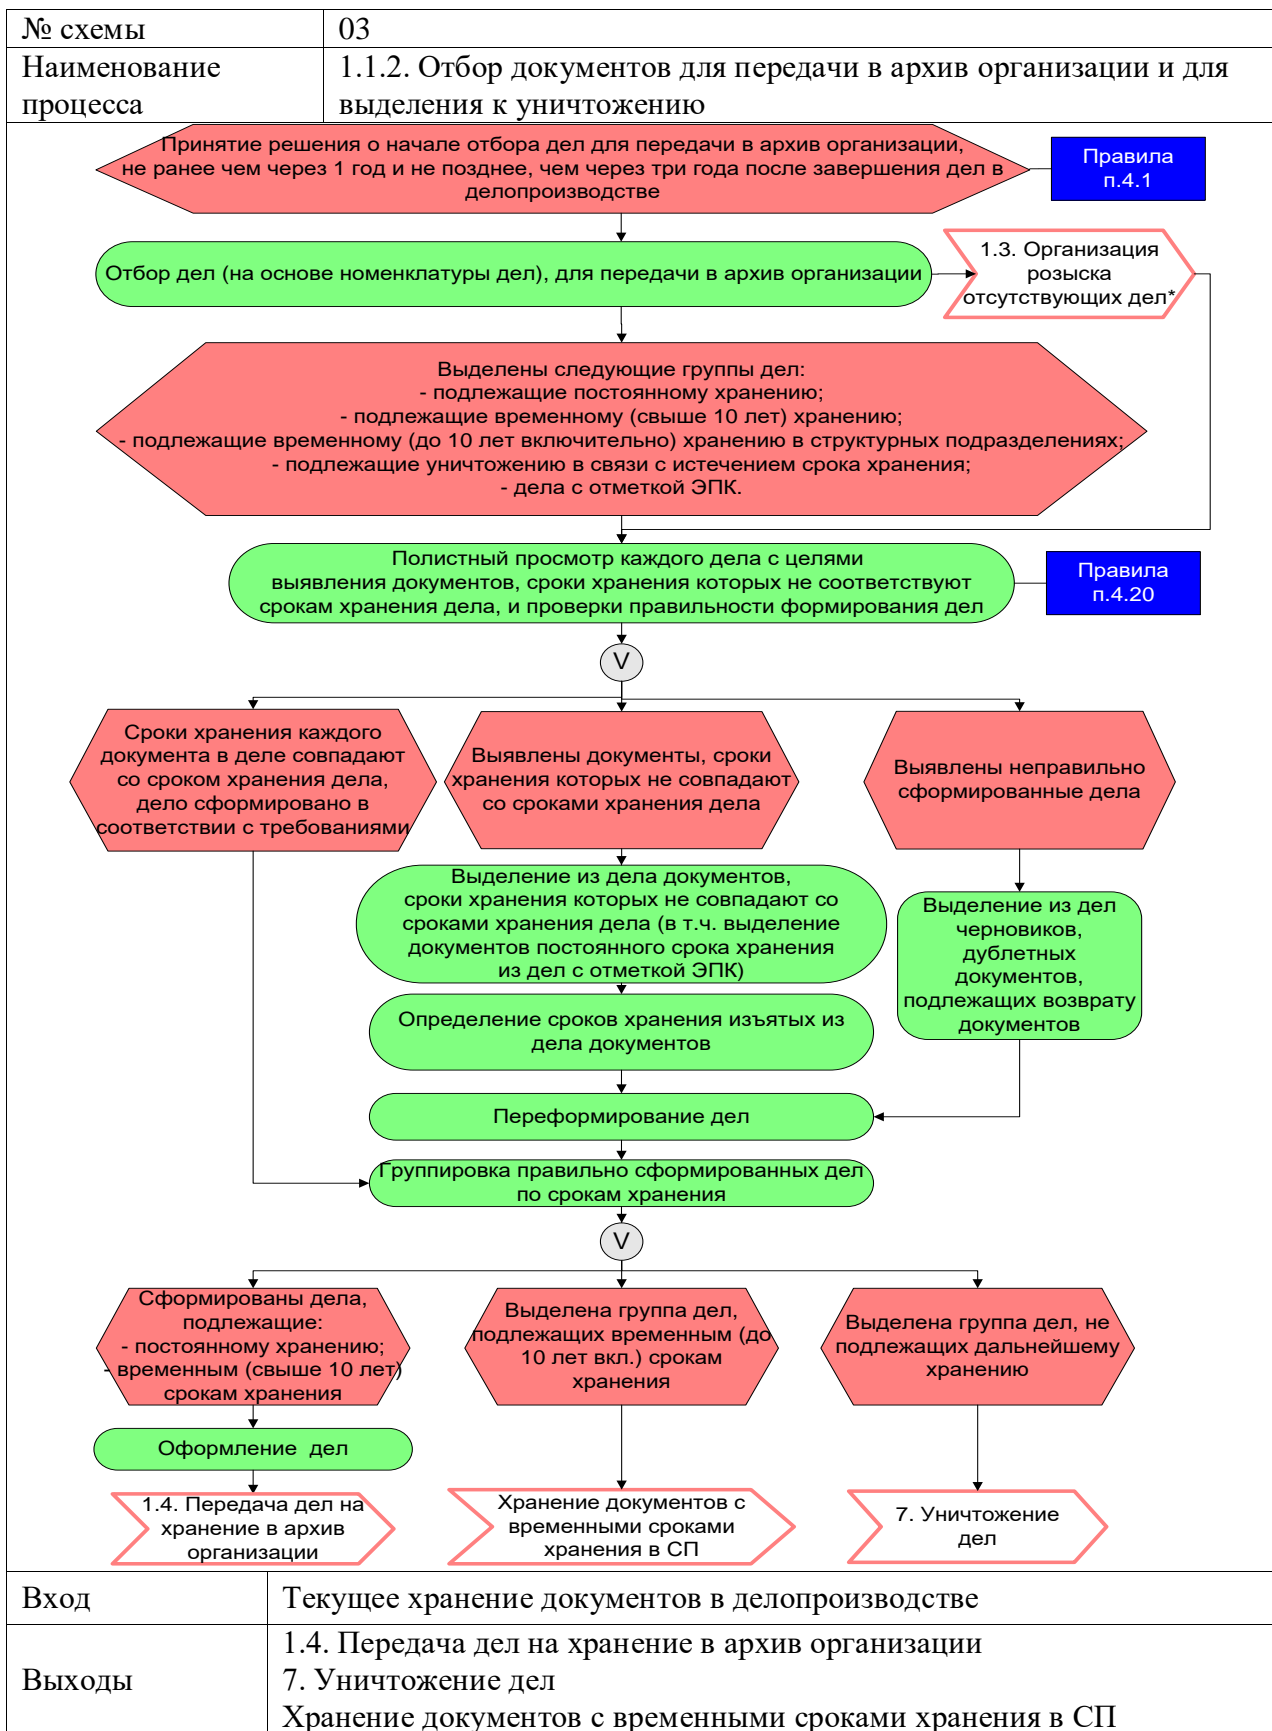 № схемы
03
Наименование
процесса
1.1.2. Отбор документов для передачи в архив организации и для
выделения к уничтожению
Принятие решения о начале отбора дел для передачи в архив организации,
не ранее чем через 1 год и не позднее, чем через три года после завершения дел в
делопроизводстве
Правила
п.4.1
Отбор дел (на основе номенклатуры дел), для передачи в архив организации
1.3. Организация
розыска
отсутствующих дел*
Выделены следующие группы дел:
- подлежащие постоянному хранению;
- подлежащие временному (свыше 10 лет) хранению;
- подлежащие временному (до 10 лет включительно) хранению в структурных подразделениях;
- подлежащие уничтожению в связи с истечением срока хранения;
- дела с отметкой ЭПК.
Полистный просмотр каждого дела с целями
выявления документов, сроки хранения которых не соответствуют
срокам хранения дела, и проверки правильности формирования дел
Правила
п.4.20
V
Сроки хранения каждого
документа в деле совпадают
со сроком хранения дела,
дело сформировано в
соответствии с требованиями
Выявлены документы, сроки
хранения которых не совпадают
со сроками хранения дела
Выявлены неправильно
сформированные дела
Выделение из дела документов,
сроки хранения которых не совпадают со
сроками хранения дела (в т.ч. выделение
документов постоянного срока хранения
из дел с отметкой ЭПК)
Выделение из дел
черновиков,
дублетных
документов,
подлежащих возврату
документов
Определение сроков хранения изъятых из
дела документов
Переформирование дел
Группировка правильно сформированных дел
по срокам хранения
V
Сформированы дела,
подлежащие:
- постоянному хранению;
- временным (свыше 10 лет)
срокам хранения
Выделена группа дел,
подлежащих временным (до
10 лет вкл.) срокам
хранения
Выделена группа дел, не
подлежащих дальнейшему
хранению
Оформление дел
1.4. Передача дел на
хранение в архив
организации
Хранение документов с
временными сроками
хранения в СП
7. Уничтожение
дел
Вход
Текущее хранение документов в делопроизводстве
Выходы
1.4. Передача дел на хранение в архив организации
7. Уничтожение дел
Хранение документов с временными сроками хранения в СП